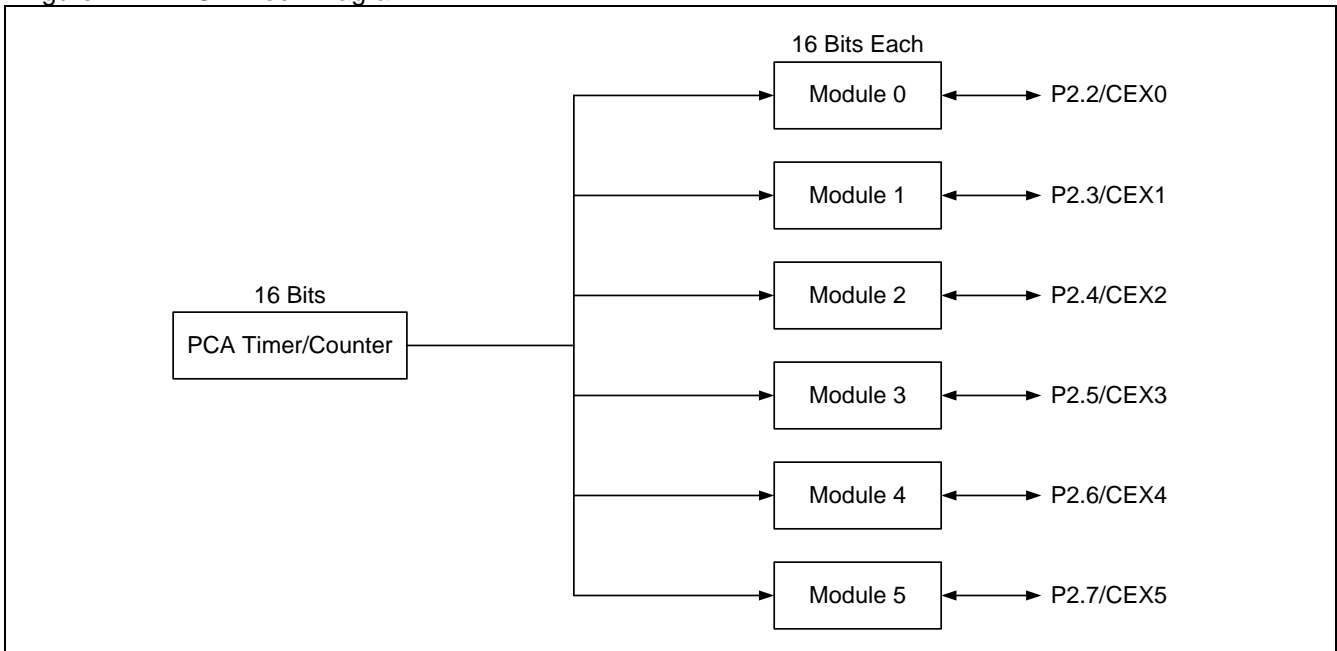 16 Bits Each
Module 0
P2.2/CEX0
Module 1
P2.3/CEX1
16 Bits
PCA Timer/Counter
Module 2
P2.4/CEX2
Module 3
P2.5/CEX3
Module 4
P2.6/CEX4
Module 5
P2.7/CEX5